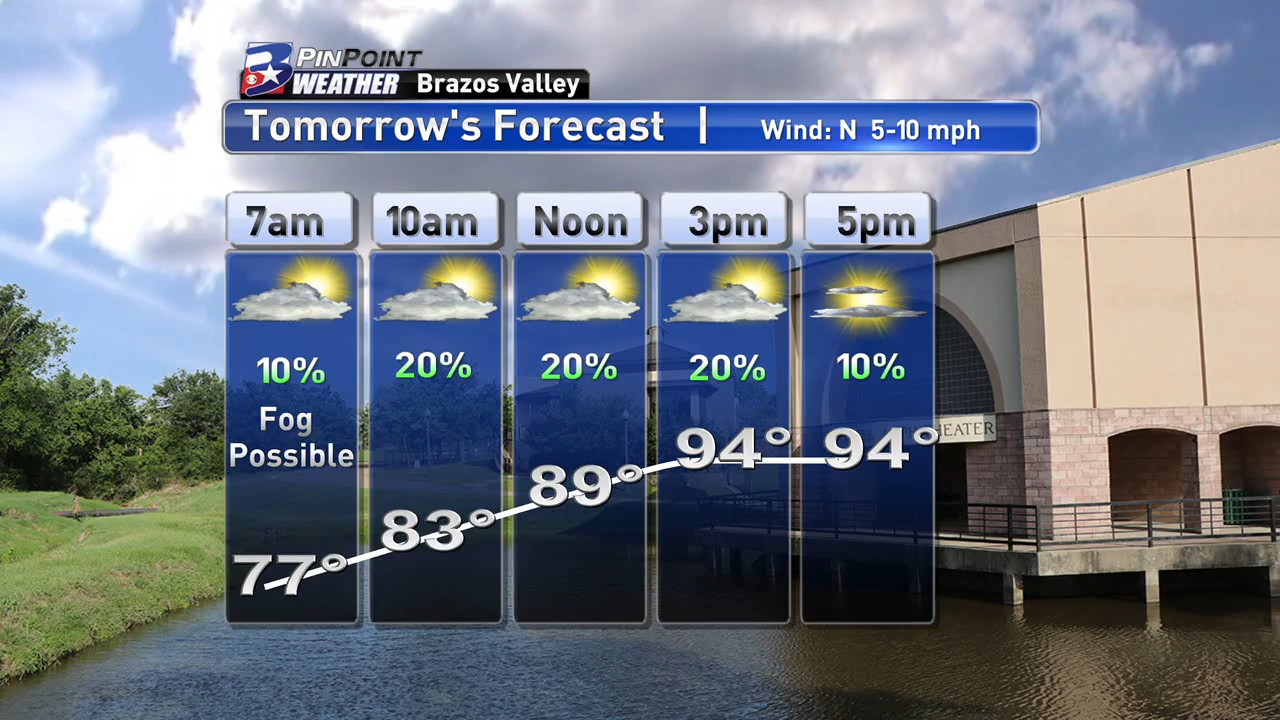 PINPOINT
WEATHER Brazos Valley
Tomorrow's Forecast | Wind: N 5-10 mph
7am 10am Noon 3pm 5pm
10% 20% 20% 20% 10%
Fog
Possible
77° 83° 89° 94° 94°
HEATER